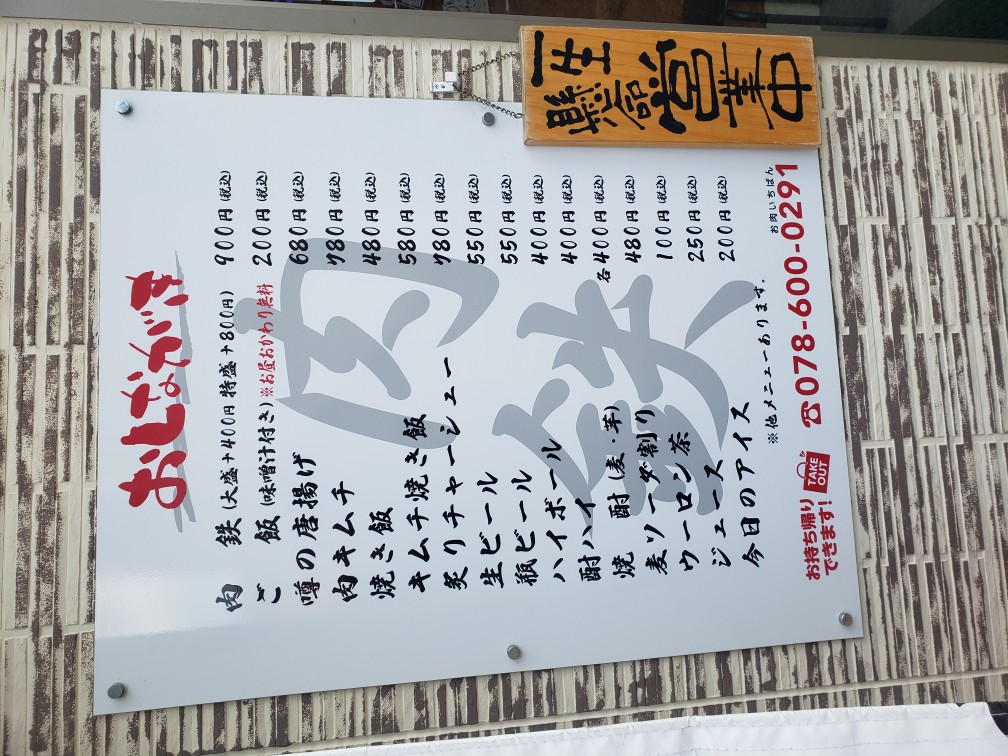 一生
懸命
営業中
おしながき
肉鉄
肉鉄 (大盛+400円 特盛+800円) 900円(税込)
ご飯 (味噌汁付き) ※お昼おかわり無料 200円(税込)
噂の唐揚げ 680円(税込)
肉キムチ 780円(税込)
焼き飯 480円(税込)
キムチ焼き飯 580円(税込)
炙りチャーシュー 780円(税込)
生ビール 550円(税込)
瓶ビール 550円(税込)
ハイボール 400円(税込)
酎ハイ 400円(税込)
焼酎 (麦・芋) 各400円(税込)
麦ソーダ割り 480円(税込)
ウーロン茶 100円(税込)
ジュース 250円(税込)
今日のアイス 200円(税込)
※他メニューあります。
お持ち帰り
できます!
TAKE
OUT
お肉いちばん
☎078-600-0291